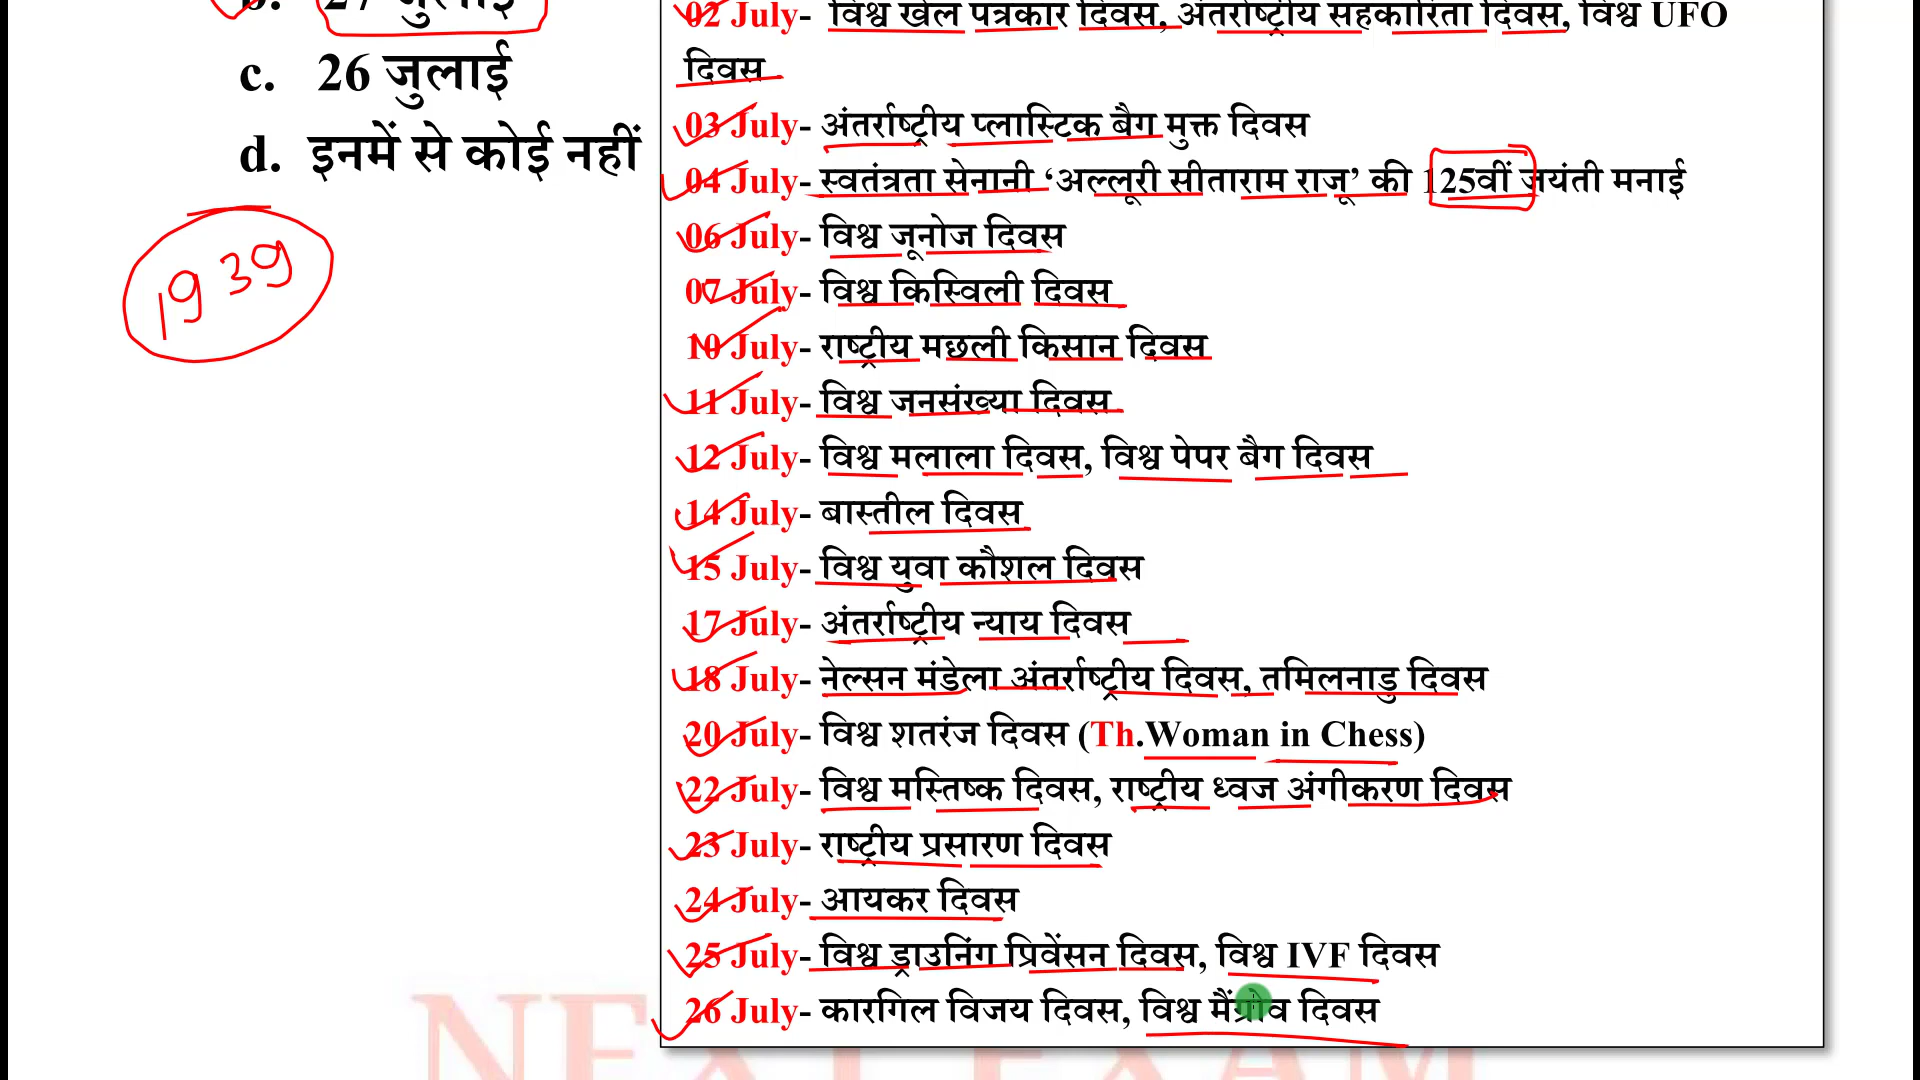 b. 27 जुलाई
c. 26 जुलाई
d. इनमें से कोई नहीं
1939
02 July- विश्व खेल पत्रकार दिवस, अंतर्राष्ट्रीय सहकारिता दिवस, विश्व UFO
दिवस
03 July- अंतर्राष्ट्रीय प्लास्टिक बैग मुक्त दिवस
04 July- स्वतंत्रता सेनानी ‘अल्लूरी सीताराम राजू’ की 125वीं जयंती मनाई
06 July- विश्व जूनोज दिवस
07 July- विश्व किस्विली दिवस
10 July- राष्ट्रीय मछली किसान दिवस
11 July- विश्व जनसंख्या दिवस
12 July- विश्व मलाला दिवस, विश्व पेपर बैग दिवस
14 July- बास्तील दिवस
15 July- विश्व युवा कौशल दिवस
17 July- अंतर्राष्ट्रीय न्याय दिवस
18 July- नेल्सन मंडेला अंतर्राष्ट्रीय दिवस, तमिलनाडु दिवस
20 July- विश्व शतरंज दिवस (Th.Woman in Chess)
22 July- विश्व मस्तिष्क दिवस, राष्ट्रीय ध्वज अंगीकरण दिवस
23 July- राष्ट्रीय प्रसारण दिवस
24 July- आयकर दिवस
25 July- विश्व ड्राउनिंग प्रिवेंसन दिवस, विश्व IVF दिवस
26 July- कारगिल विजय दिवस, विश्व मैंग्रोव दिवस
NEXT EXAM